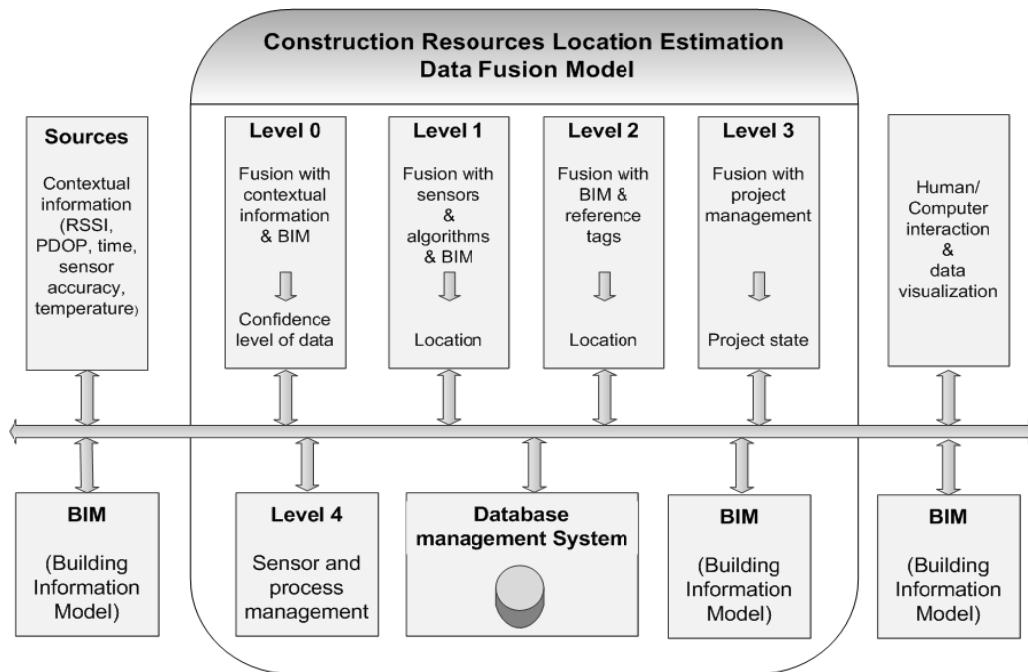 Construction Resources Location Estimation
Data Fusion Model
Sources
Contextual
information
(RSSI,
PDOP, time,
sensor
accuracy,
temperature)
Level 0
Fusion with
contextual
information
& BIM
Confidence
level of data
Level 1
Fusion with
sensors
&
algorithms
& BIM
Location
Level 2
Fusion with
BIM &
reference
tags
Location
Level 3
Fusion with
project
management
Project state
Human/
Computer
interaction
&
data
visualization
BIM
(Building
Information
Model)
Level 4
Sensor and
process
management
Database
management System
BIM
(Building
Information
Model)
BIM
(Building
Information
Model)